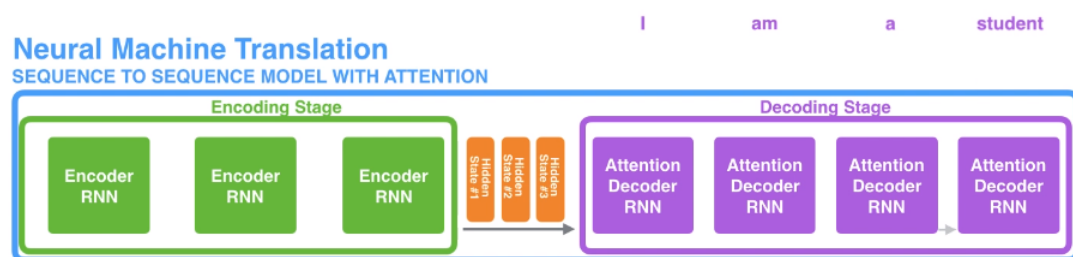 I am a student
Neural Machine Translation
SEQUENCE TO SEQUENCE MODEL WITH ATTENTION
Encoding Stage
Decoding Stage
Encoder
RNN
Encoder
RNN
Encoder
RNN
Hidden
State #1
Hidden
State #2
Hidden
State #3
Attention
Decoder
RNN
Attention
Decoder
RNN
Attention
Decoder
RNN
Attention
Decoder
RNN